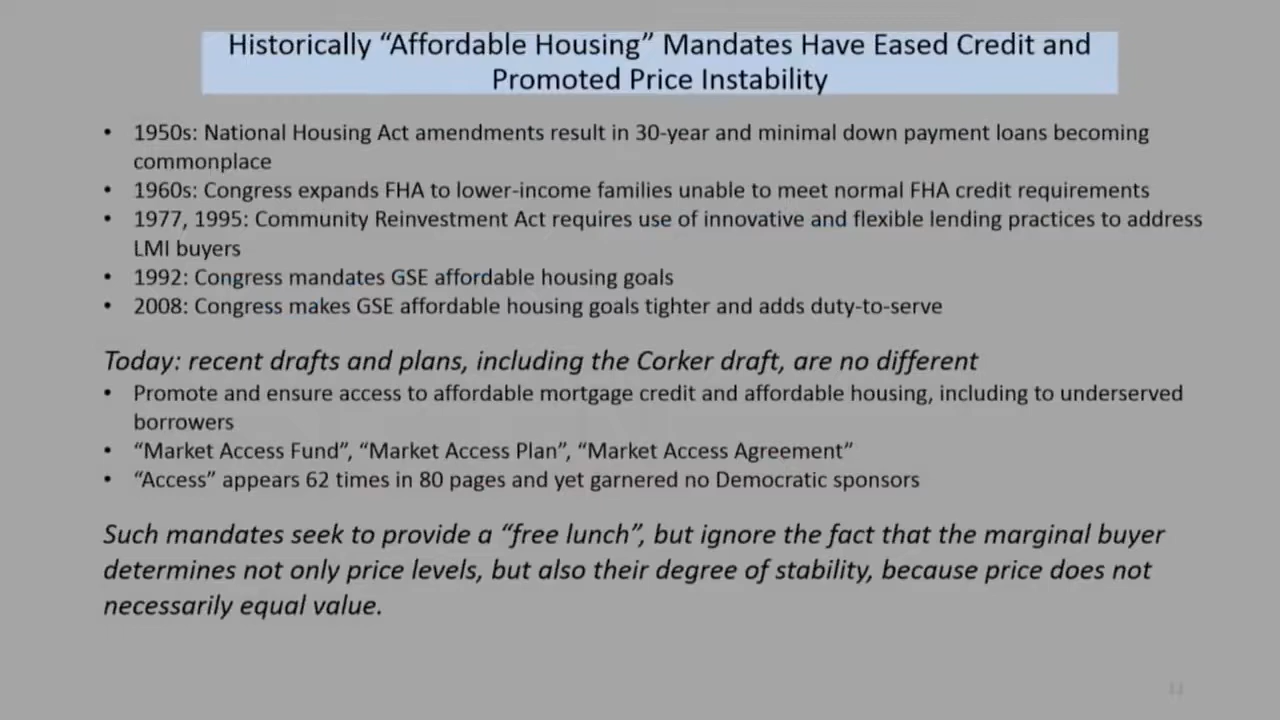 Historically “Affordable Housing” Mandates Have Eased Credit and
Promoted Price Instability
• 1950s: National Housing Act amendments result in 30-year and minimal down payment loans becoming
commonplace
• 1960s: Congress expands FHA to lower-income families unable to meet normal FHA credit requirements
• 1977, 1995: Community Reinvestment Act requires use of innovative and flexible lending practices to address
LMI buyers
• 1992: Congress mandates GSE affordable housing goals
• 2008: Congress makes GSE affordable housing goals tighter and adds duty-to-serve
Today: recent drafts and plans, including the Corker draft, are no different
• Promote and ensure access to affordable mortgage credit and affordable housing, including to underserved
borrowers
• “Market Access Fund”, “Market Access Plan”, “Market Access Agreement”
• “Access” appears 62 times in 80 pages and yet garnered no Democratic sponsors
Such mandates seek to provide a “free lunch”, but ignore the fact that the marginal buyer
determines not only price levels, but also their degree of stability, because price does not
necessarily equal value.